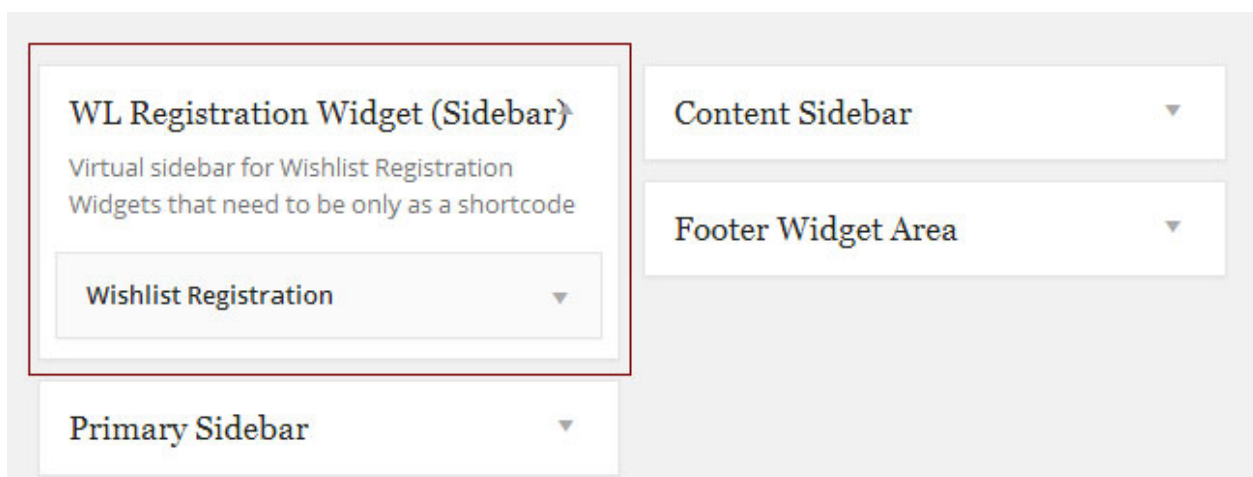 WL Registration Widget (Sidebar)
Virtual sidebar for Wishlist Registration
Widgets that need to be only as a shortcode
Wishlist Registration
Primary Sidebar
Content Sidebar
Footer Widget Area